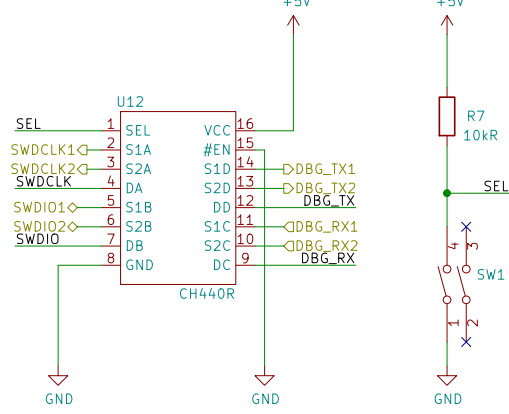 +5V
+5V
U12
R7
10kR
SEL 1 SEL VCC 16
SWDCLK1 2 S1A #EN 15
SWDCLK2 3 S2A S1D 14 DBG_TX1
SWDCLK 4 DA S2D 13 DBG_TX2
SWDIO1 5 S1B DD 12 DBG_TX
SWDIO2 6 S2B S1C 11 DBG_RX1
SWDIO 7 DB S2C 10 DBG_RX2
8 GND DC 9 DBG_RX
CH440R
SEL
4 3
SW1
1 2
GND
GND
GND